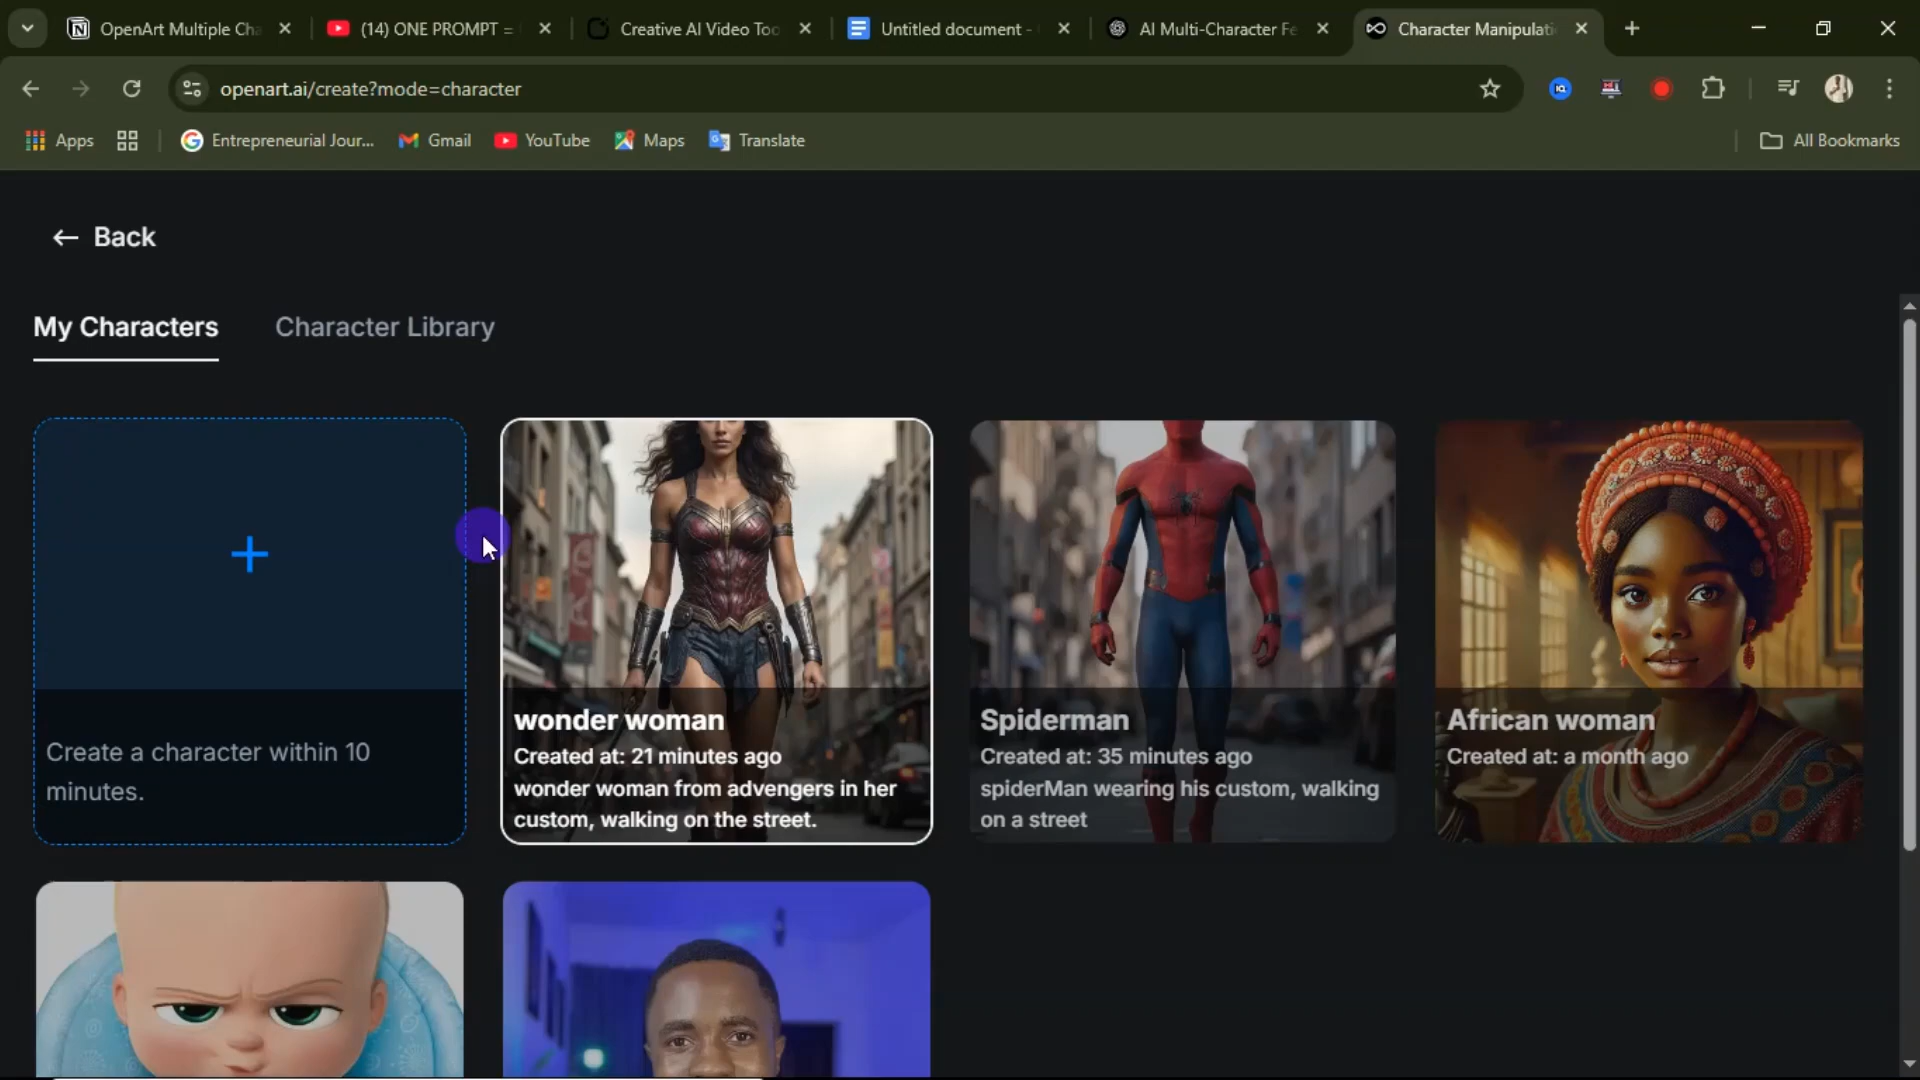 OpenArt Multiple Cha
(14) ONE PROMPT =
Creative AI Video Too
Untitled document -
AI Multi-Character Fe
Character Manipulati
openart.ai/create?mode=character
Apps
Entrepreneurial Jour...
Gmail
YouTube
Maps
Translate
All Bookmarks
Back
My Characters
Character Library
Create a character within 10
minutes.
wonder woman
Created at: 21 minutes ago
wonder woman from advengers in her
custom, walking on the street.
Spiderman
Created at: 35 minutes ago
spiderMan wearing his custom, walking
on a street
African woman
Created at: a month ago